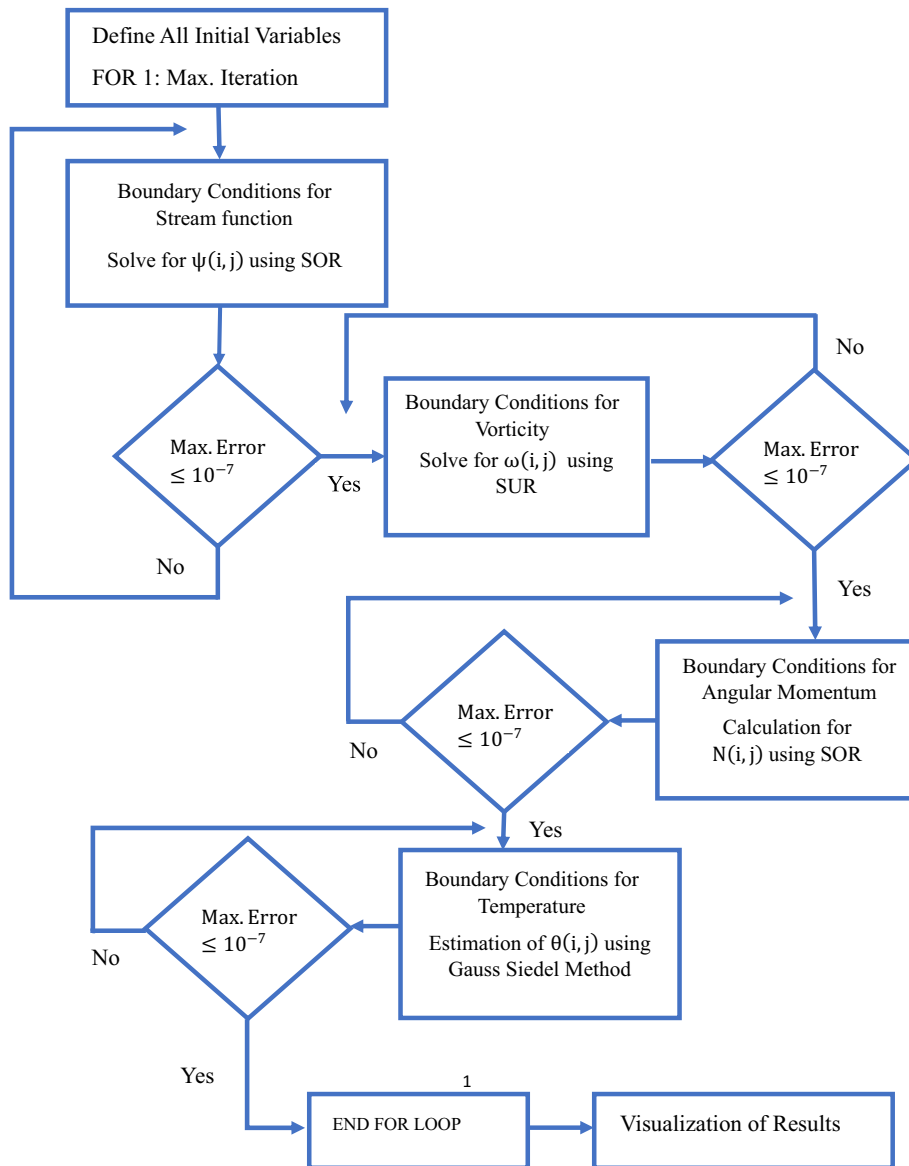 Define All Initial Variables
FOR 1: Max. Iteration
Boundary Conditions for
Stream function
Solve for ψ(i, j) using SOR
Max. Error
≤ 10⁻⁷
Yes
No
Boundary Conditions for
Vorticity
Solve for ω(i, j) using
SUR
Max. Error
≤ 10⁻⁷
No
Yes
Boundary Conditions for
Angular Momentum
Calculation for
N(i, j) using SOR
Max. Error
≤ 10⁻⁷
No
Yes
Boundary Conditions for
Temperature
Estimation of θ(i, j) using
Gauss Siedel Method
Max. Error
≤ 10⁻⁷
No
Yes
1
END FOR LOOP
Visualization of Results